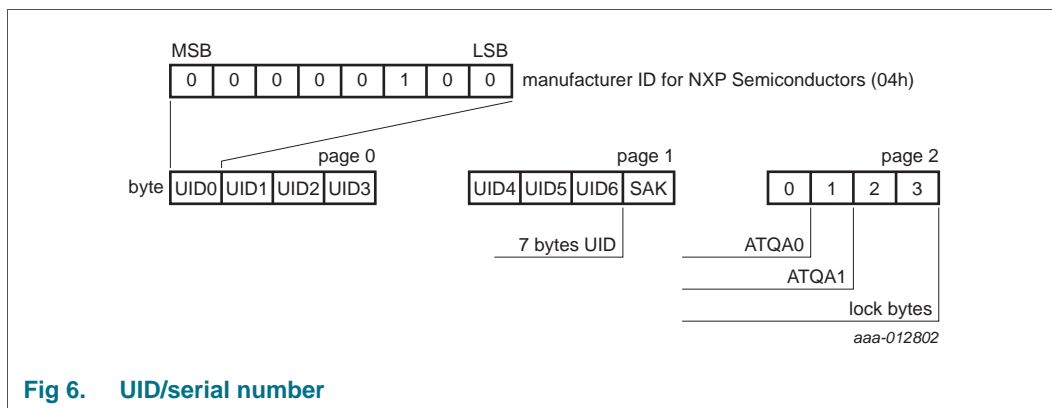 MSB LSB
0 0 0 0 0 1 0 0 manufacturer ID for NXP Semiconductors (04h)
page 0 page 1 page 2
byte UID0 UID1 UID2 UID3 UID4 UID5 UID6 SAK 0 1 2 3
7 bytes UID ATQA0
ATQA1
lock bytes
aaa-012802
Fig 6. UID/serial number